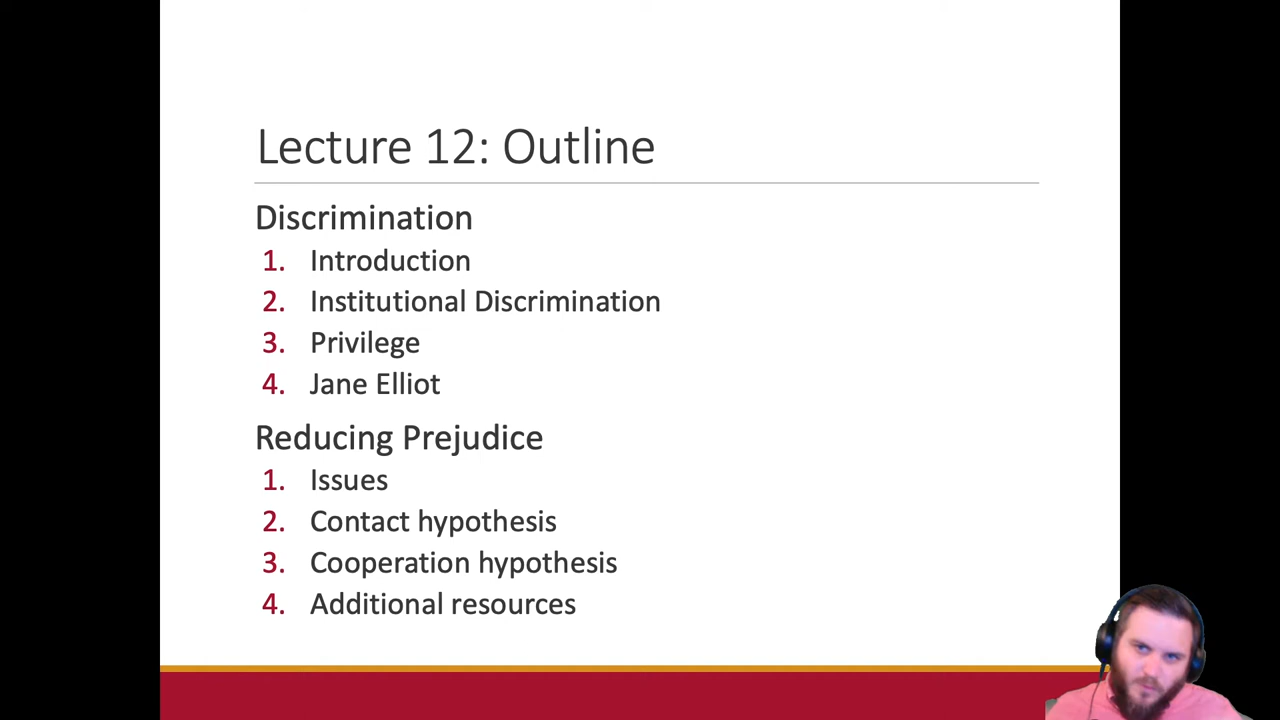 Lecture 12: Outline
Discrimination
1. Introduction
2. Institutional Discrimination
3. Privilege
4. Jane Elliot
Reducing Prejudice
1. Issues
2. Contact hypothesis
3. Cooperation hypothesis
4. Additional resources